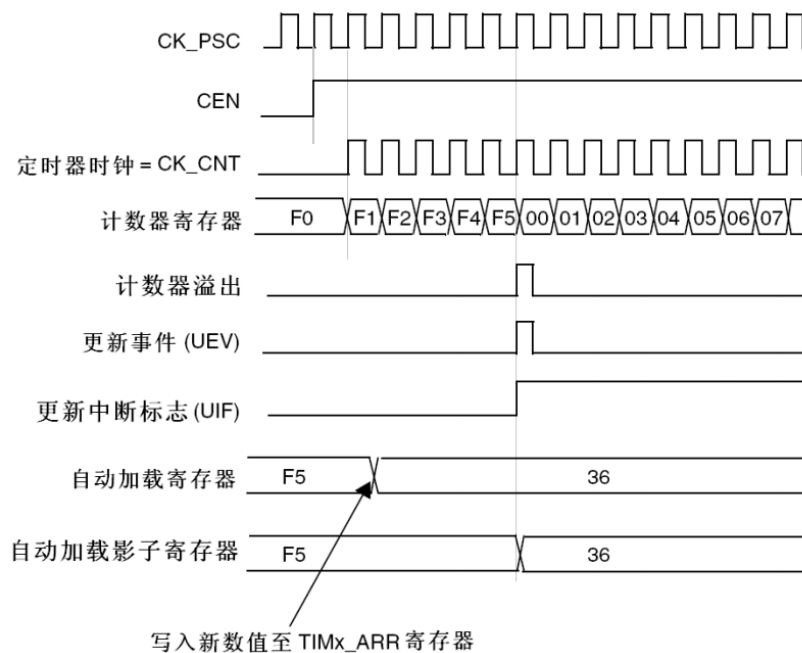 CK_PSC
CEN
定时器时钟 = CK_CNT
计数器寄存器 F0 F1 F2 F3 F4 F5 00 01 02 03 04 05 06 07
计数器溢出
更新事件 (UEV)
更新中断标志 (UIF)
自动加载寄存器 F5 36
自动加载影子寄存器 F5 36
写入新数值至 TIMx_ARR 寄存器